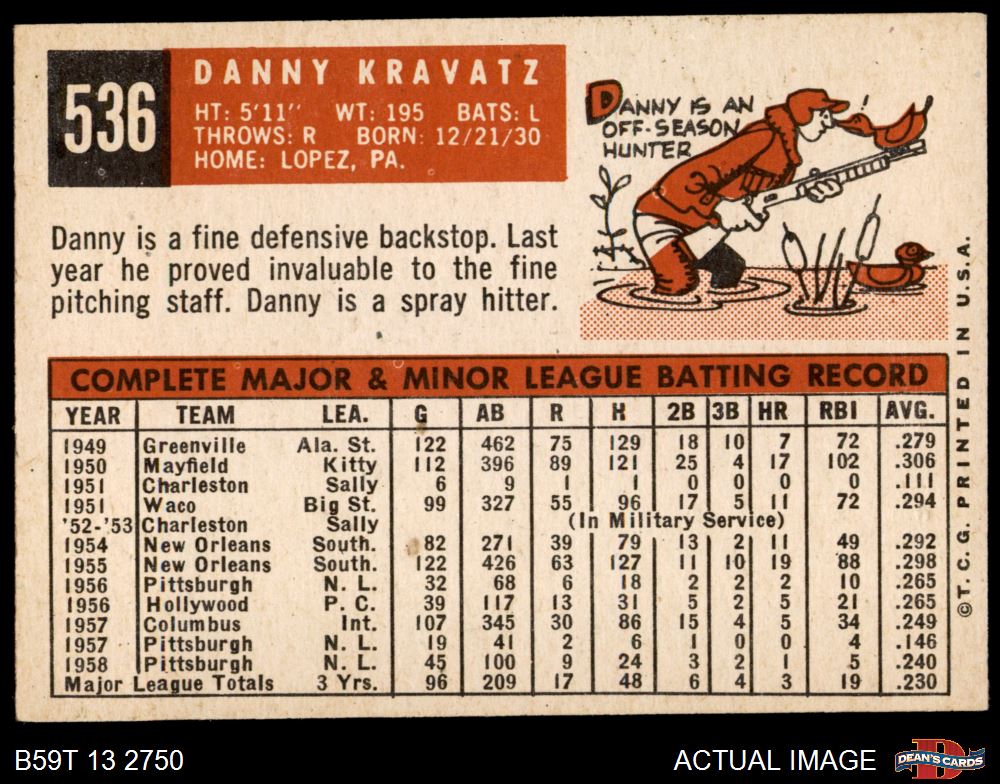 536
DANNY KRAVATZ
HT: 5'11" WT: 195 BATS: L
THROWS: R BORN: 12/21/30
HOME: LOPEZ, PA.
DANNY IS AN
OFF-SEASON
HUNTER
Danny is a fine defensive backstop. Last
year he proved invaluable to the fine
pitching staff. Danny is a spray hitter.
COMPLETE MAJOR & MINOR LEAGUE BATTING RECORD
YEAR TEAM LEA. G AB R H 2B 3B HR RBI AVG.
1949 Greenville Ala. St. 122 462 75 129 18 10 7 72 .279
1950 Mayfield Kitty 112 396 89 121 25 4 17 102 .306
1951 Charleston Sally 6 9 1 1 0 0 0 0 .111
1951 Waco Big St. 99 327 55 96 17 5 11 72 .294
'52-'53 Charleston Sally (In Military Service)
1954 New Orleans South. 82 271 39 79 13 2 11 49 .292
1955 New Orleans South. 122 426 63 127 11 10 19 88 .298
1956 Pittsburgh N. L. 32 68 6 18 2 2 2 10 .265
1956 Hollywood P. C. 39 117 13 31 5 2 5 21 .265
1957 Columbus Int. 107 345 30 86 15 4 5 34 .249
1957 Pittsburgh N. L. 19 41 2 6 1 0 0 4 .146
1958 Pittsburgh N. L. 45 100 9 24 3 2 1 5 .240
Major League Totals 3 Yrs. 96 209 17 48 6 4 3 19 .230
©T. C. G. PRINTED IN U.S.A.
B59T 13 2750
ACTUAL IMAGE
DEAN'S CARDS